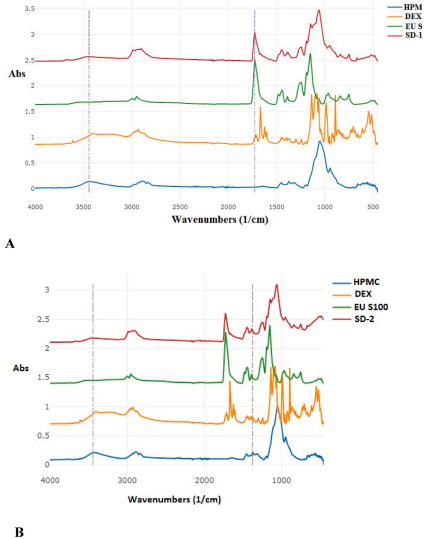 HPMC
DEX
EU S
SD-1
3.5
3
2.5
Abs
2
1.5
1
0.5
0
4000 3500 3000 2500 2000 1500 1000 500
Wavenumbers (1/cm)
A
HPMC
DEX
EU S100
SD-2
3
2.5
2
Abs
1.5
1
0.5
0
4000 3000 2000 1000
Wavenumbers (1/cm)
B